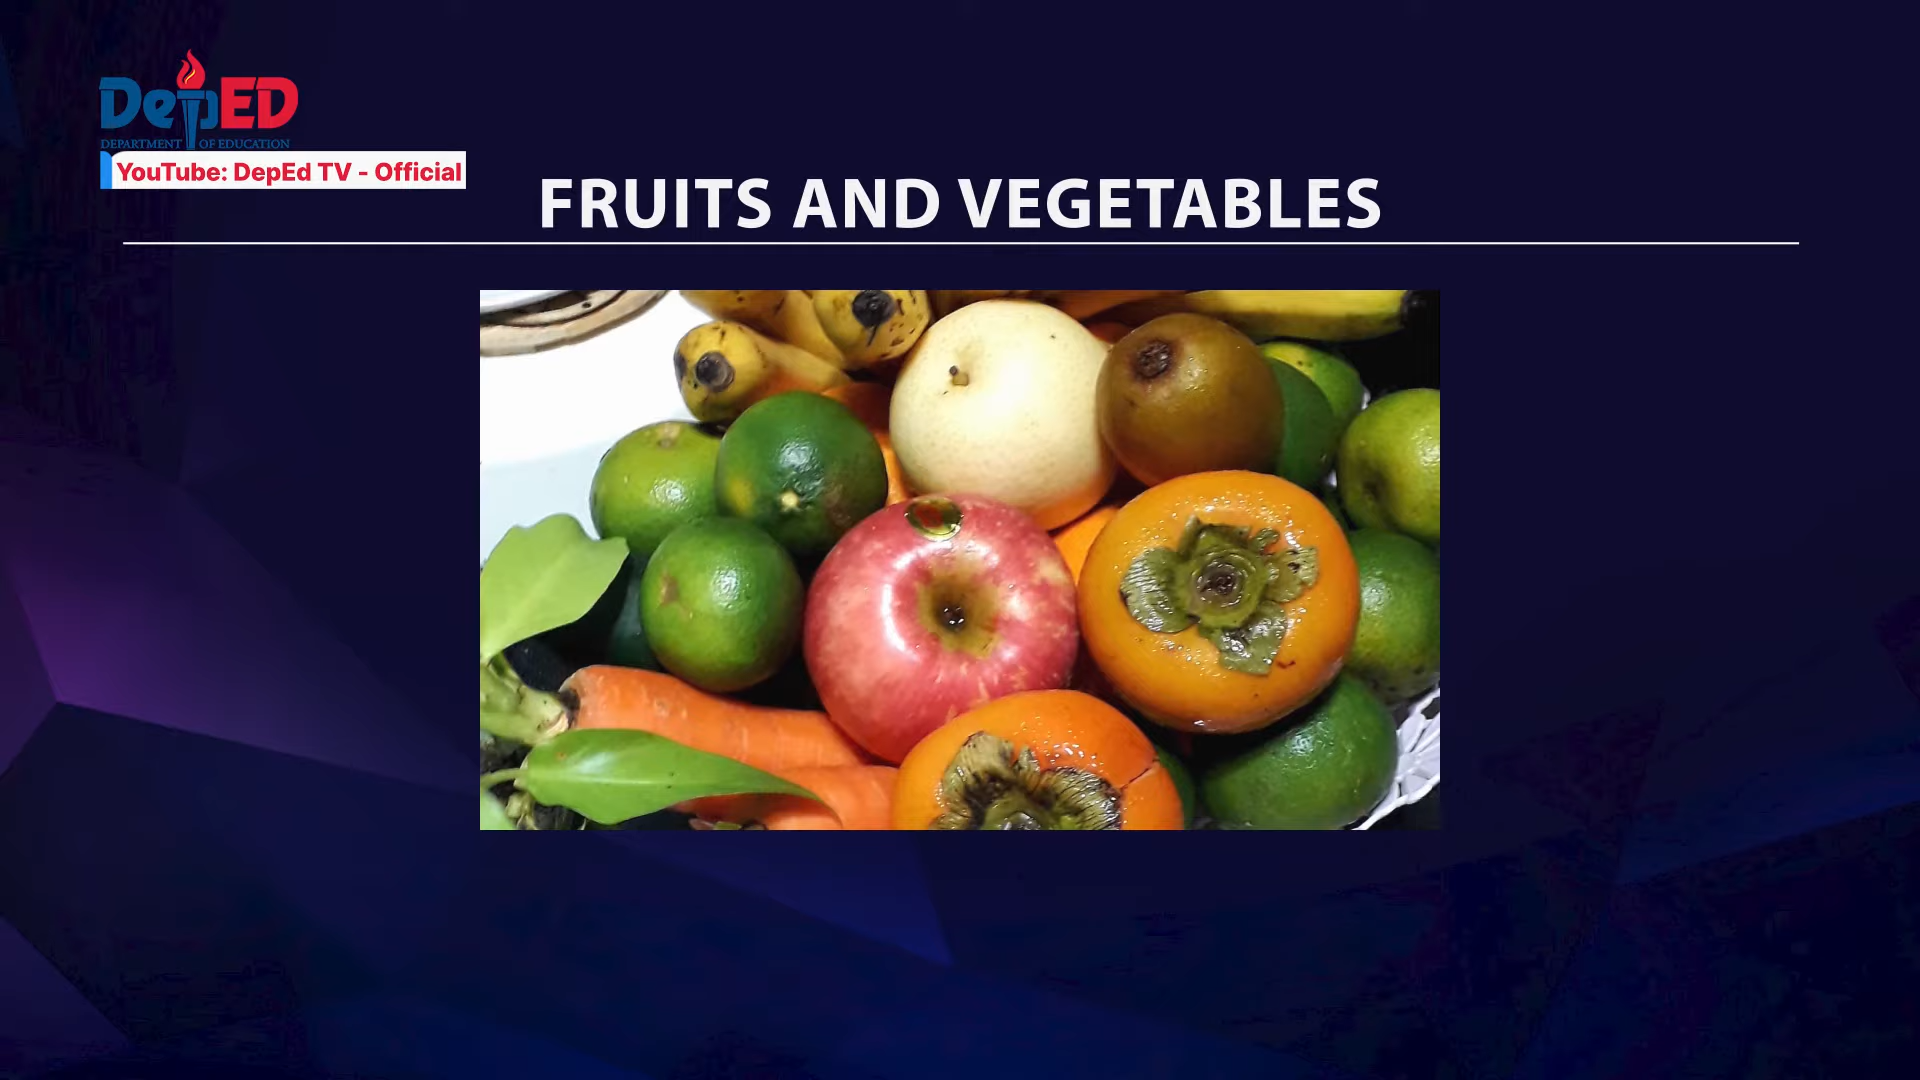 DepED
DEPARTMENT OF EDUCATION
YouTube: DepEd TV - Official
FRUITS AND VEGETABLES